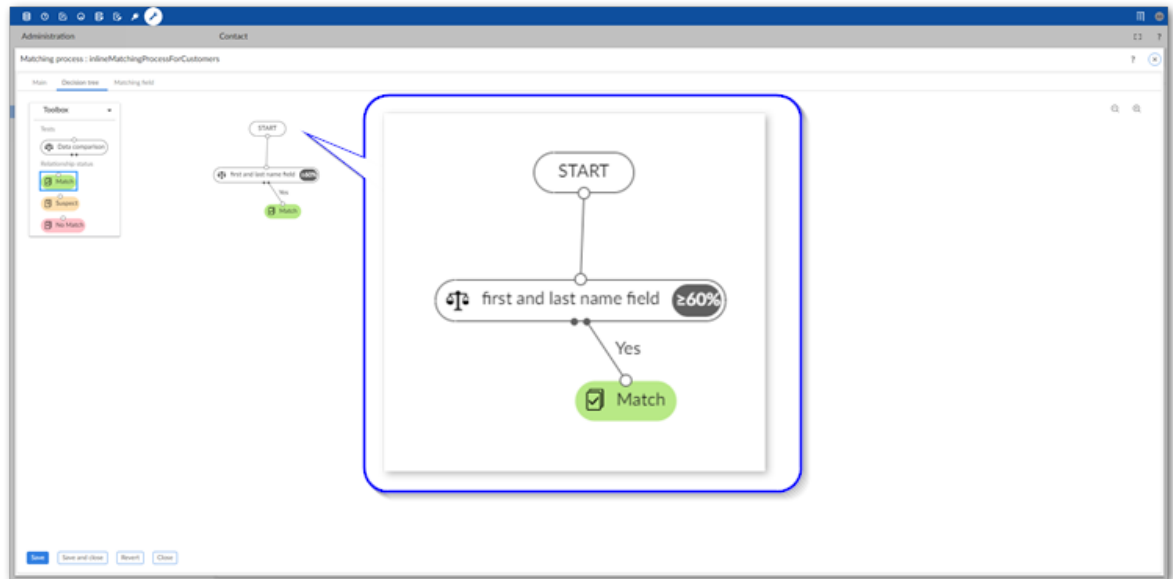 Administration Contact ?
Matching process : inlineMatchingProcessForCustomers ?
Main Decision tree Matching field
Toolbox
Tests
Data comparison
Relationship status
Match
Suspect
No Match
START
first and last name field ≥60%
Yes
Match
START
first and last name field ≥60%
Yes
Match
Save Save and close Revert Close